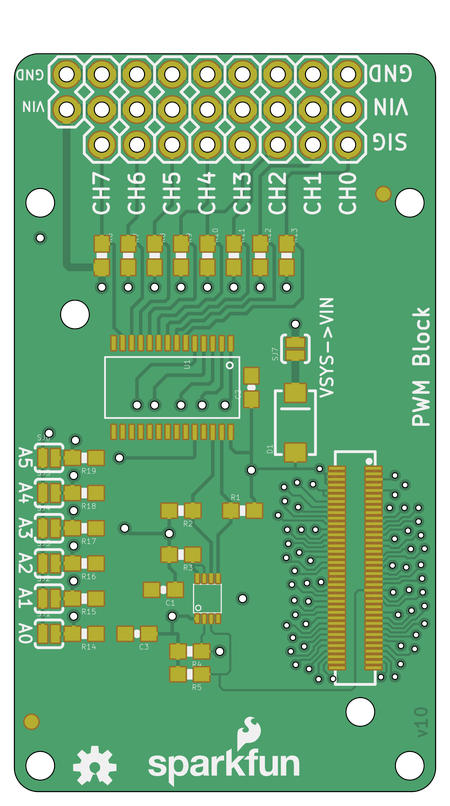 GND GND
VIN VIN
SIG
CH7 CH6 CH5 CH4 CH3 CH2 CH1 CH0
SJ7
VSYS-->VIN
PWM Block
U1
D1
A5
R19
A4
R18
R1
A3
R2
R17
A2
R3
R16
A1
C1
R15
A0
R14
C3
R4
R5
v10
sparkfun